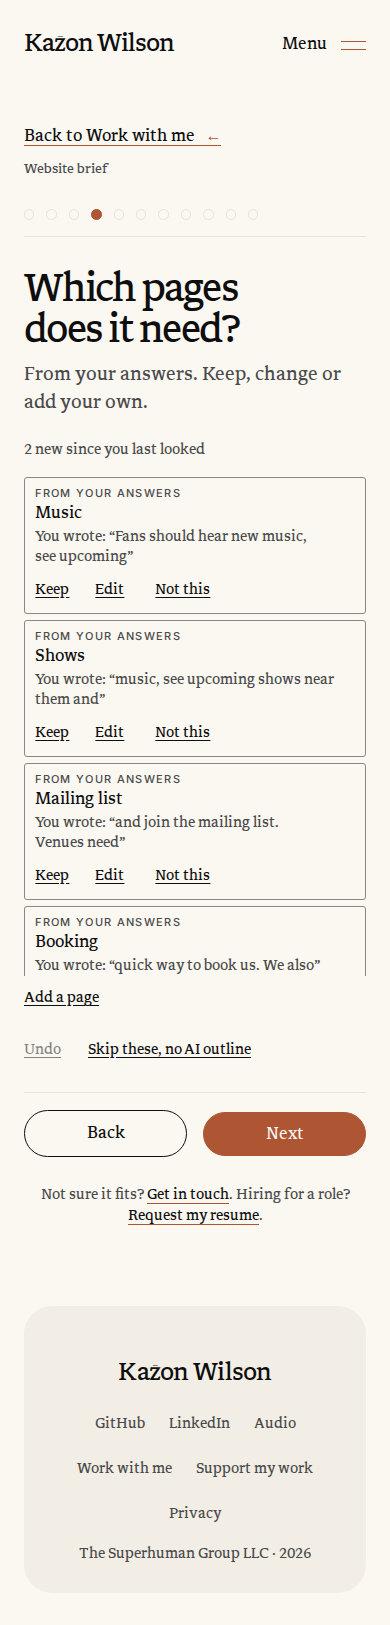 Kažon Wilson
Menu
Back to Work with me ←
Website brief
Which pages
does it need?
From your answers. Keep, change or
add your own.
2 new since you last looked
FROM YOUR ANSWERS
Music
You wrote: “Fans should hear new music,
see upcoming”
Keep Edit Not this
FROM YOUR ANSWERS
Shows
You wrote: “music, see upcoming shows near
them and”
Keep Edit Not this
FROM YOUR ANSWERS
Mailing list
You wrote: “and join the mailing list.
Venues need”
Keep Edit Not this
FROM YOUR ANSWERS
Booking
You wrote: “quick way to book us. We also”
Add a page
Undo Skip these, no AI outline
Back Next
Not sure it fits? Get in touch. Hiring for a role?
Request my resume.
Kažon Wilson
GitHub LinkedIn Audio
Work with me Support my work
Privacy
The Superhuman Group LLC · 2026